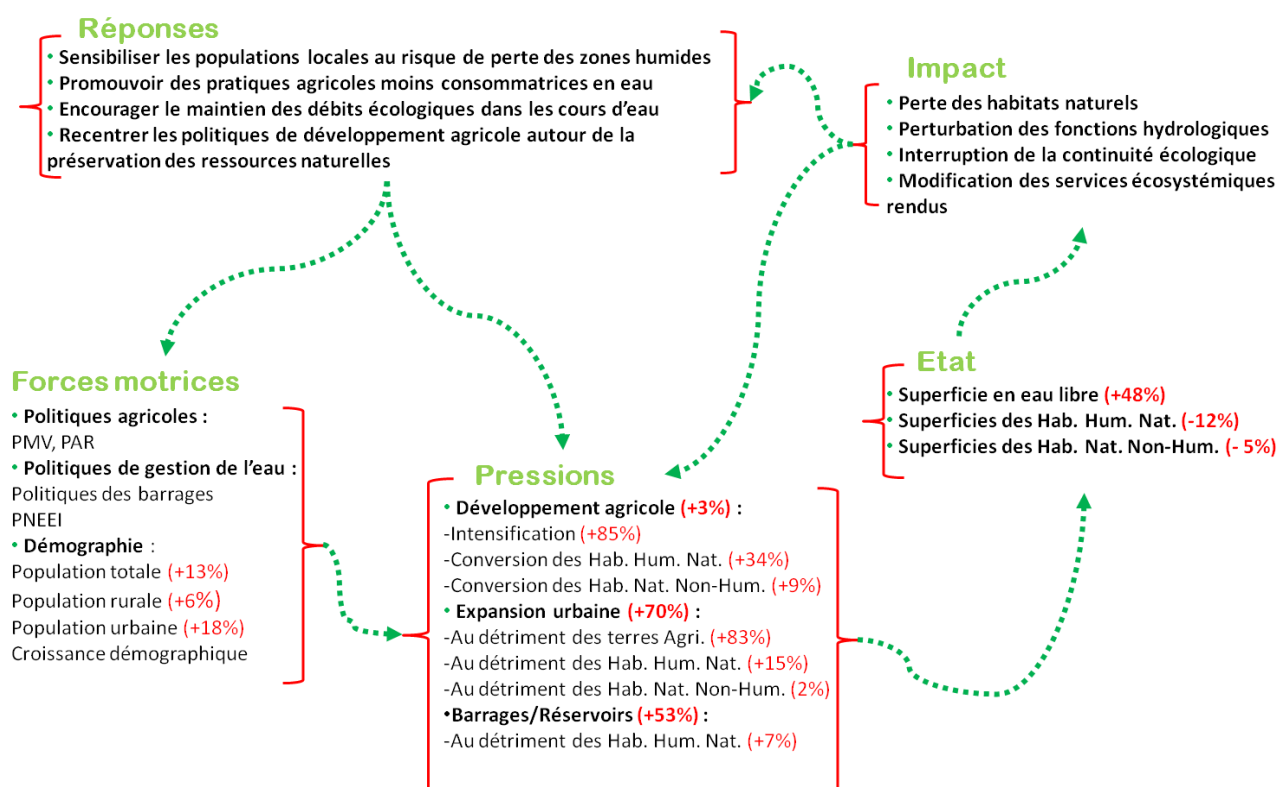 Réponses
• Sensibiliser les populations locales au risque de perte des zones humides
• Promouvoir des pratiques agricoles moins consommatrices en eau
• Encourager le maintien des débits écologiques dans les cours d’eau
• Recentrer les politiques de développement agricole autour de la
préservation des ressources naturelles
Impact
• Perte des habitats naturels
• Perturbation des fonctions hydrologiques
• Interruption de la continuité écologique
• Modification des services écosystémiques
rendus
Forces motrices
• Politiques agricoles :
PMV, PAR
• Politiques de gestion de l’eau :
Politiques des barrages
PNEEI
• Démographie :
Population totale (+13%)
Population rurale (+6%)
Population urbaine (+18%)
Croissance démographique
Pressions
• Développement agricole (+3%) :
-Intensification (+85%)
-Conversion des Hab. Hum. Nat. (+34%)
-Conversion des Hab. Nat. Non-Hum. (+9%)
• Expansion urbaine (+70%) :
-Au détriment des terres Agri. (+83%)
-Au détriment des Hab. Hum. Nat. (+15%)
-Au détriment des Hab. Nat. Non-Hum. (2%)
•Barrages/Réservoirs (+53%) :
-Au détriment des Hab. Hum. Nat. (+7%)
Etat
• Superficie en eau libre (+48%)
• Superficies des Hab. Hum. Nat. (-12%)
• Superficies des Hab. Nat. Non-Hum. (- 5%)